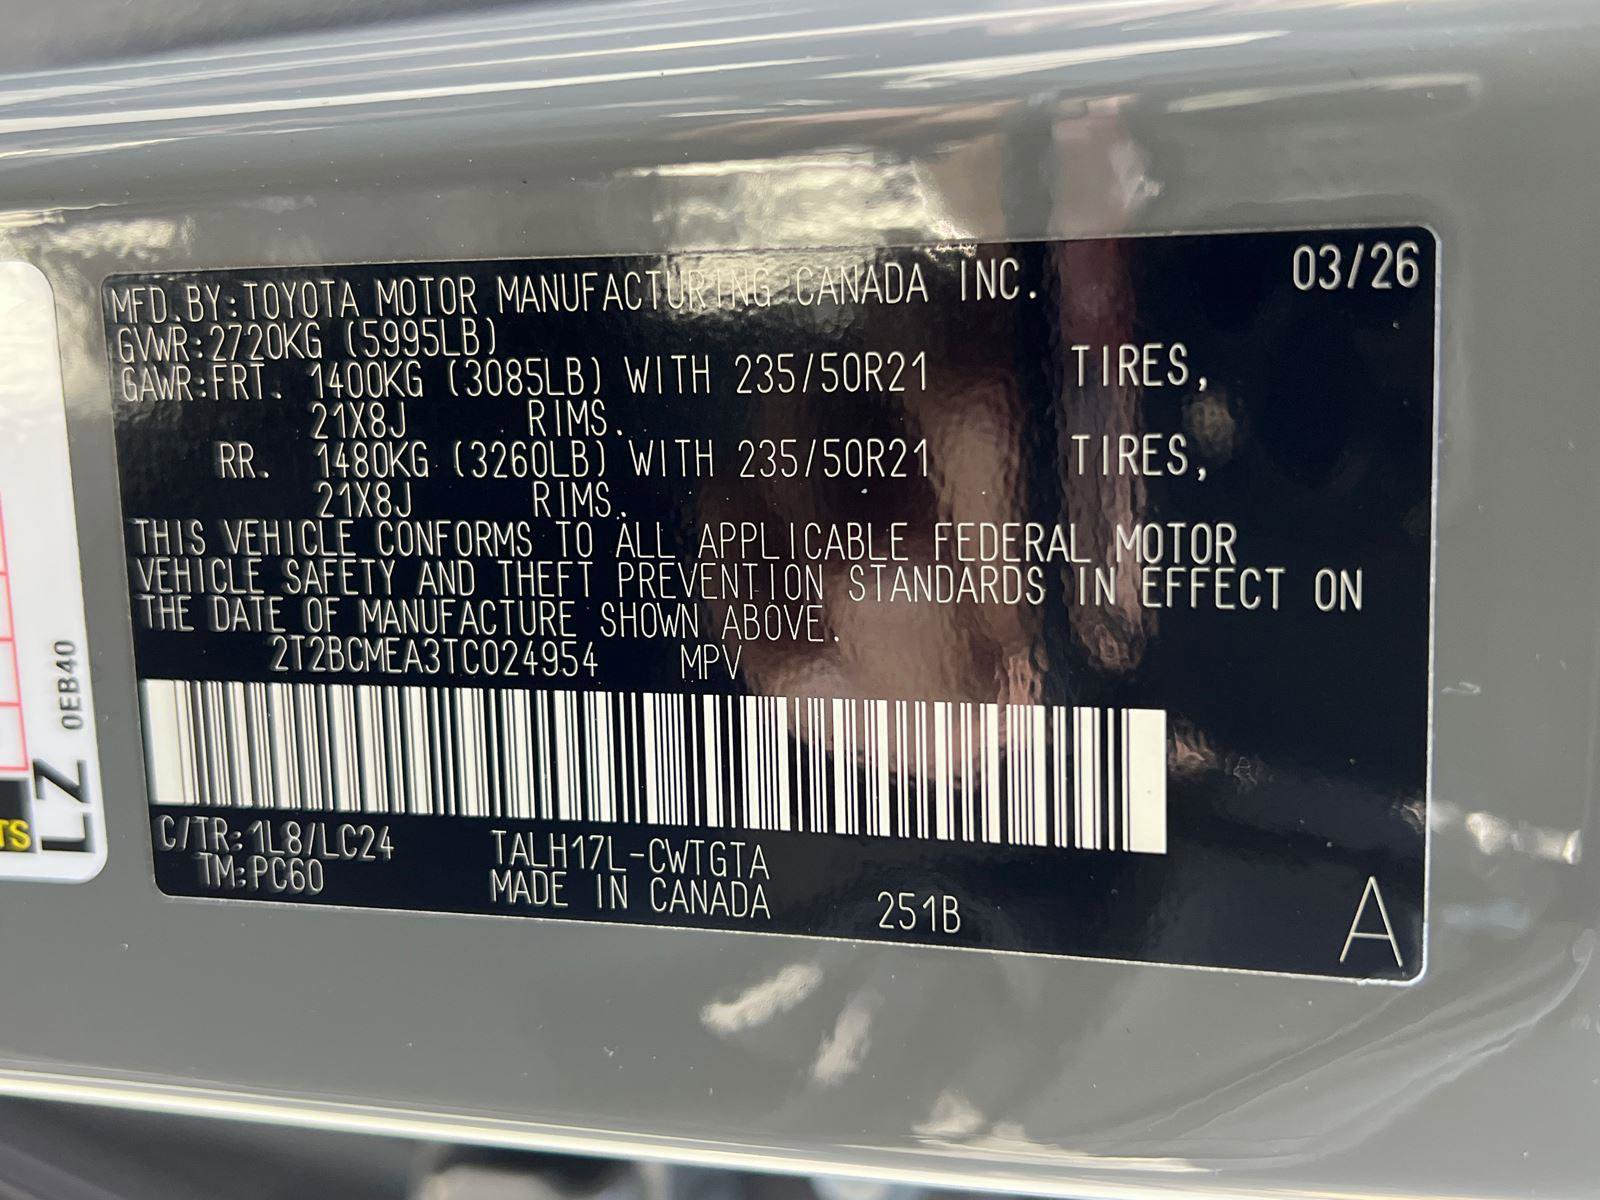 03/26
MFD.BY:TOYOTA MOTOR MANUFACTURING CANADA INC.
GVWR:2720KG (5995LB)
GAWR:FRT. 1400KG (3085LB) WITH 235/50R21 TIRES,
21X8J RIMS.
RR. 1480KG (3260LB) WITH 235/50R21 TIRES,
21X8J RIMS.
THIS VEHICLE CONFORMS TO ALL APPLICABLE FEDERAL MOTOR
VEHICLE SAFETY AND THEFT PREVENTION STANDARDS IN EFFECT ON
THE DATE OF MANUFACTURE SHOWN ABOVE.
2T2BCMEA3TC024954 MPV
C/TR:1L8/LC24 TALH17L-CWTGTA
TM:PC60 MADE IN CANADA 251B
A
0EB40
LZ
TS